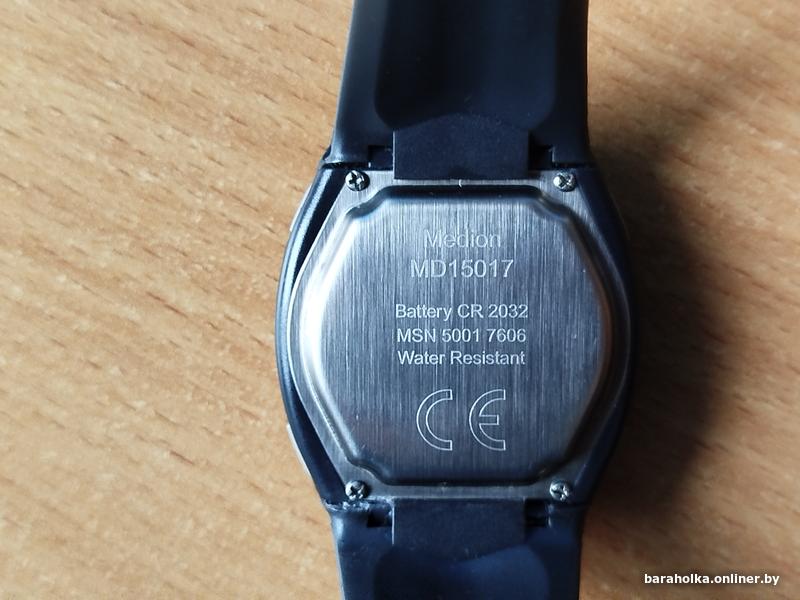 Medion
MD15017
Battery CR 2032
MSN 5001 7606
Water Resistant
CE
baraholka.onliner.by